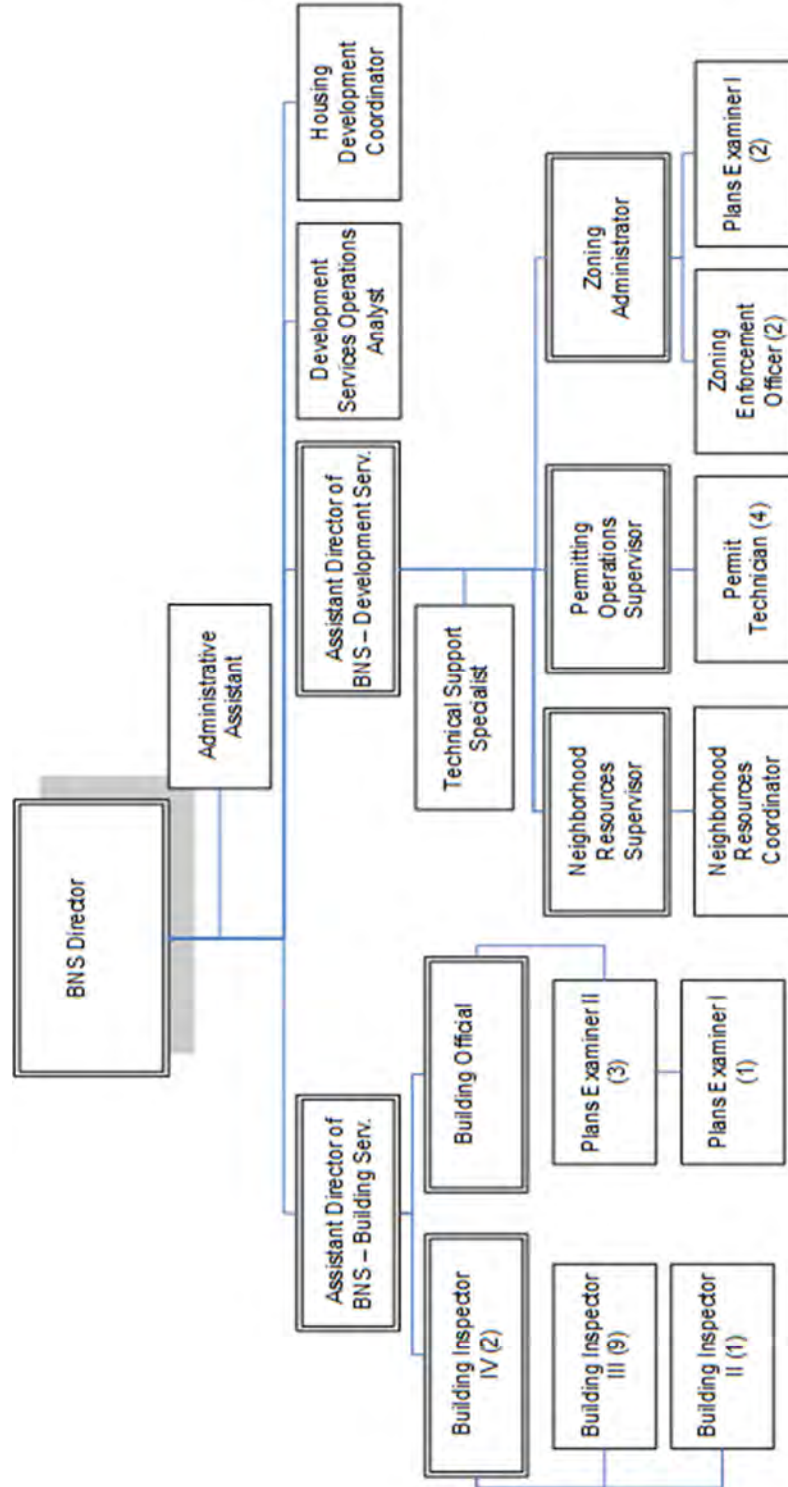 BNS Director
Administrative
Assistant
Assistant Director of
BNS – Building Serv.
Assistant Director of
BNS – Development Serv.
Development
Services Operations
Analyst
Housing
Development
Coordinator
Technical Support
Specialist
Building Inspector
IV (2)
Building Official
Neighborhood
Resources
Supervisor
Permitting
Operations
Supervisor
Zoning
Administrator
Building Inspector
III (9)
Plans Examiner II
(3)
Neighborhood
Resources
Coordinator
Permit
Technician (4)
Zoning
Enforcement
Officer (2)
Plans Examiner I
(2)
Building Inspector
II (1)
Plans Examiner I
(1)